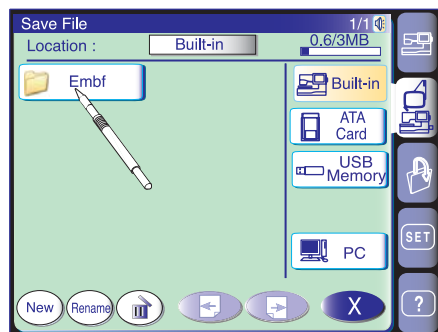 Save File
1/1
Location :
Built-in
0.6/3MB
Embf
Built-in
ATA
Card
USB
Memory
PC
SET
New
Rename
X
?